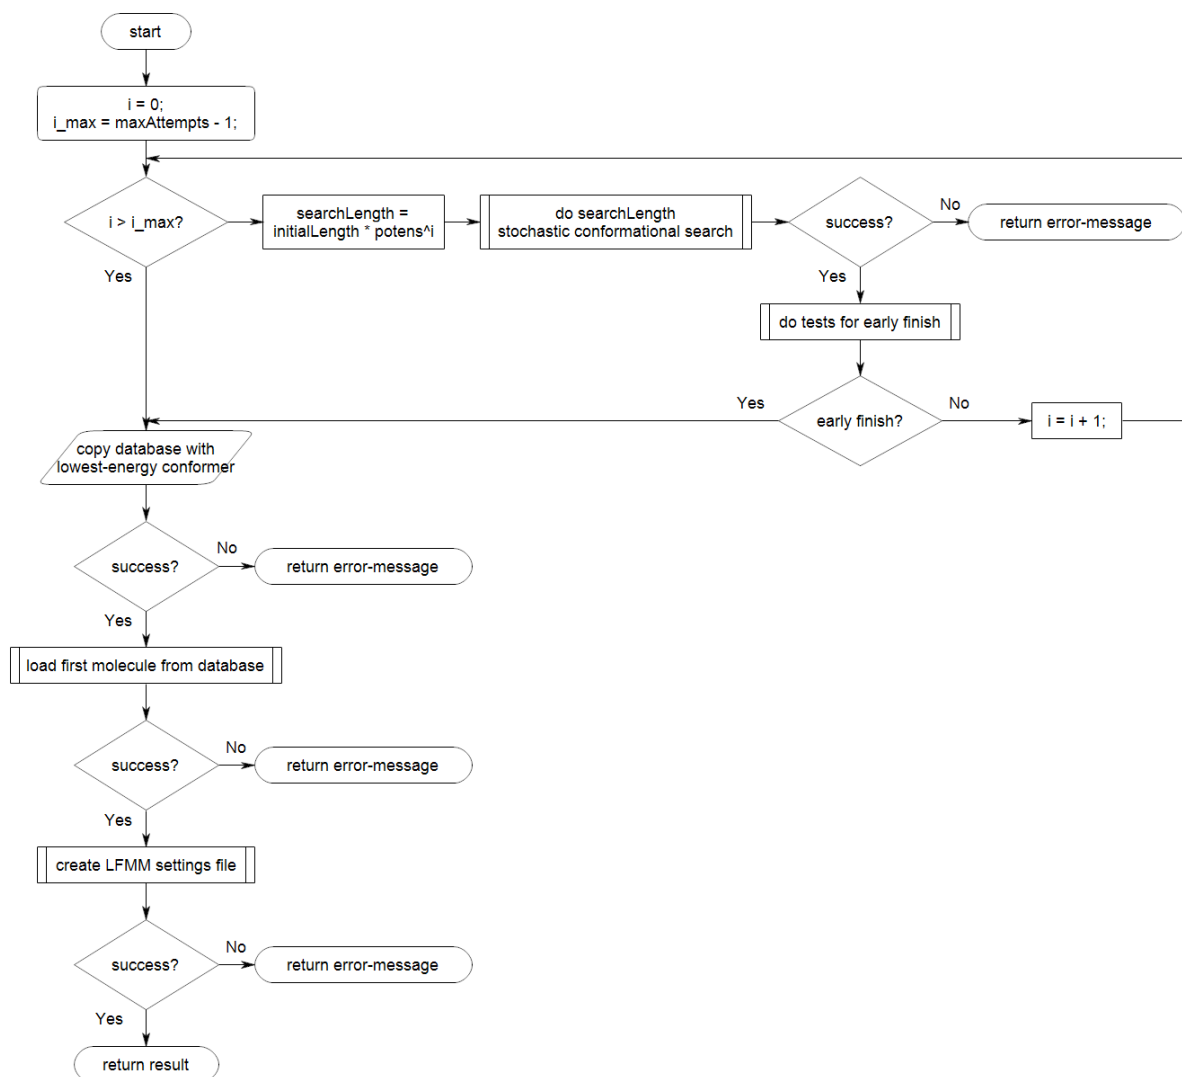 start
i = 0;
i_max = maxAttempts - 1;
i > i_max?
searchLength =
initialLength * potens^i
do searchLength
stochastic conformational search
success?
No
return error-message
Yes
Yes
do tests for early finish
Yes
early finish?
No
i = i + 1;
copy database with
lowest-energy conformer
success?
No
return error-message
Yes
load first molecule from database
success?
No
return error-message
Yes
create LFMM settings file
success?
No
return error-message
Yes
return result